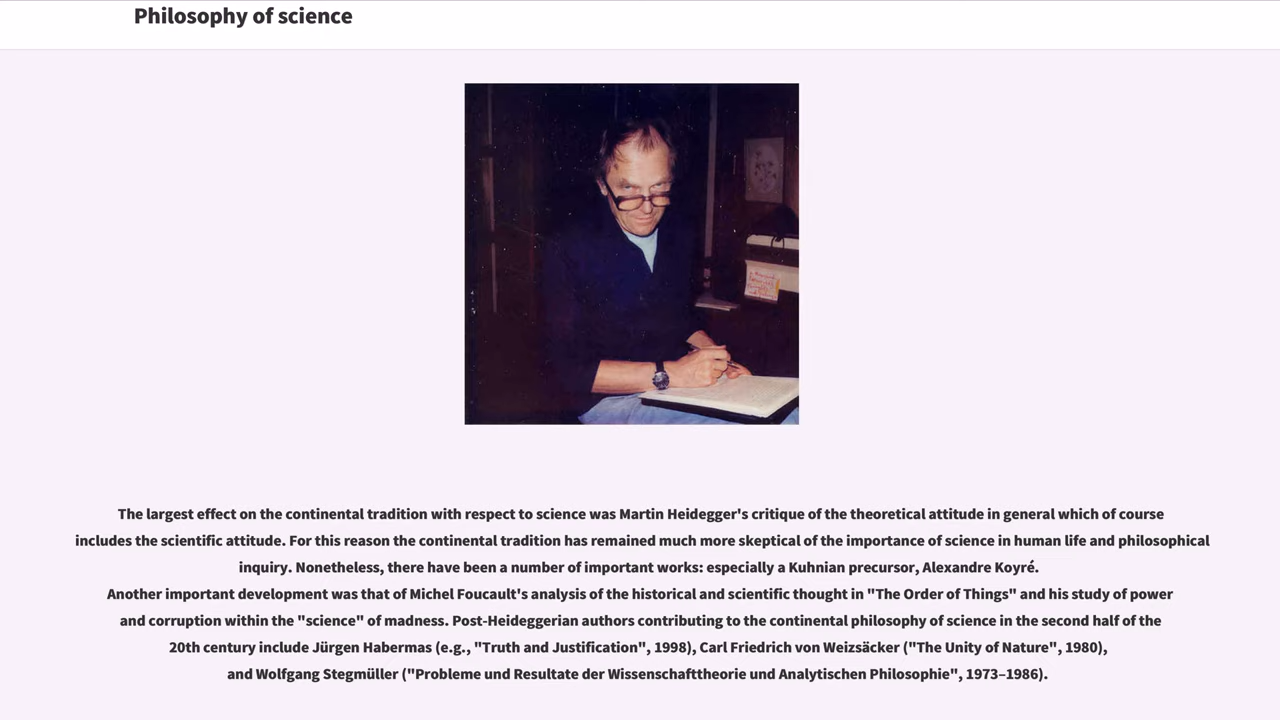 Philosophy of science
The largest effect on the continental tradition with respect to science was Martin Heidegger's critique of the theoretical attitude in general which of course
includes the scientific attitude. For this reason the continental tradition has remained much more skeptical of the importance of science in human life and philosophical
inquiry. Nonetheless, there have been a number of important works: especially a Kuhnian precursor, Alexandre Koyré.
Another important development was that of Michel Foucault's analysis of the historical and scientific thought in "The Order of Things" and his study of power
and corruption within the "science" of madness. Post-Heideggerian authors contributing to the continental philosophy of science in the second half of the
20th century include Jürgen Habermas (e.g., "Truth and Justification", 1998), Carl Friedrich von Weizsäcker ("The Unity of Nature", 1980),
and Wolfgang Stegmüller ("Probleme und Resultate der Wissenschafttheorie und Analytischen Philosophie", 1973–1986).